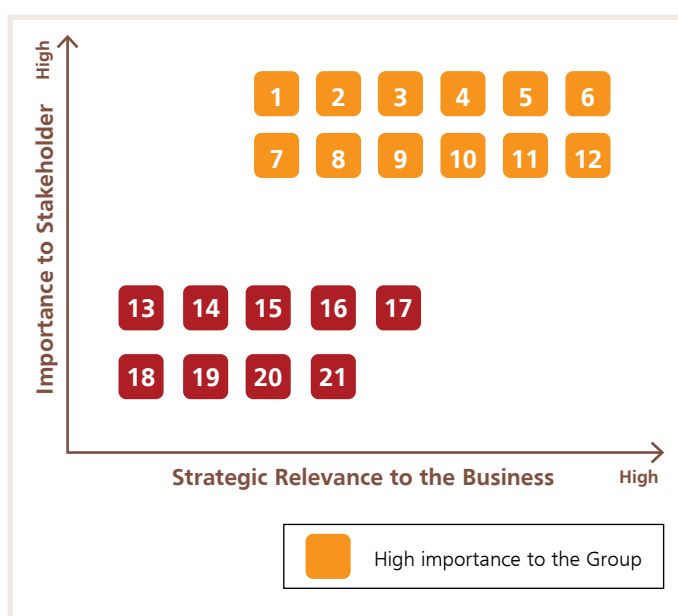 High
Importance to Stakeholder
1 2 3 4 5 6
7 8 9 10 11 12
13 14 15 16 17
18 19 20 21
Strategic Relevance to the Business
High
High importance to the Group